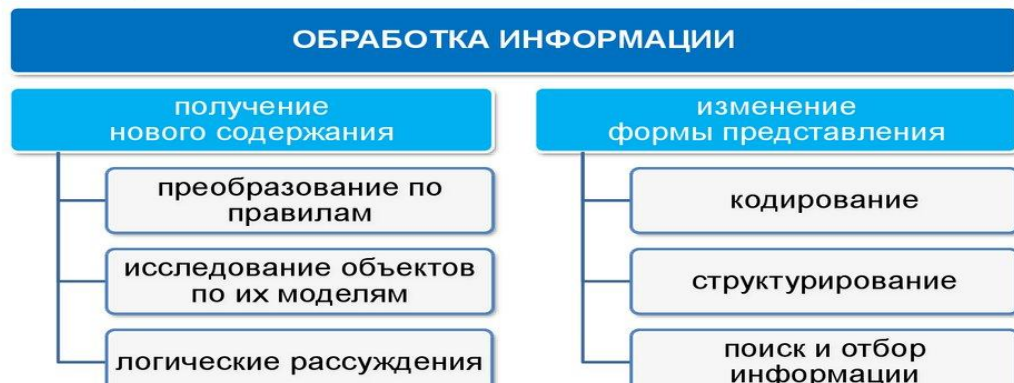 ОБРАБОТКА ИНФОРМАЦИИ
получение
нового содержания
преобразование по
правилам
исследование объектов
по их моделям
логические рассуждения
изменение
формы представления
кодирование
структурирование
поиск и отбор
информации